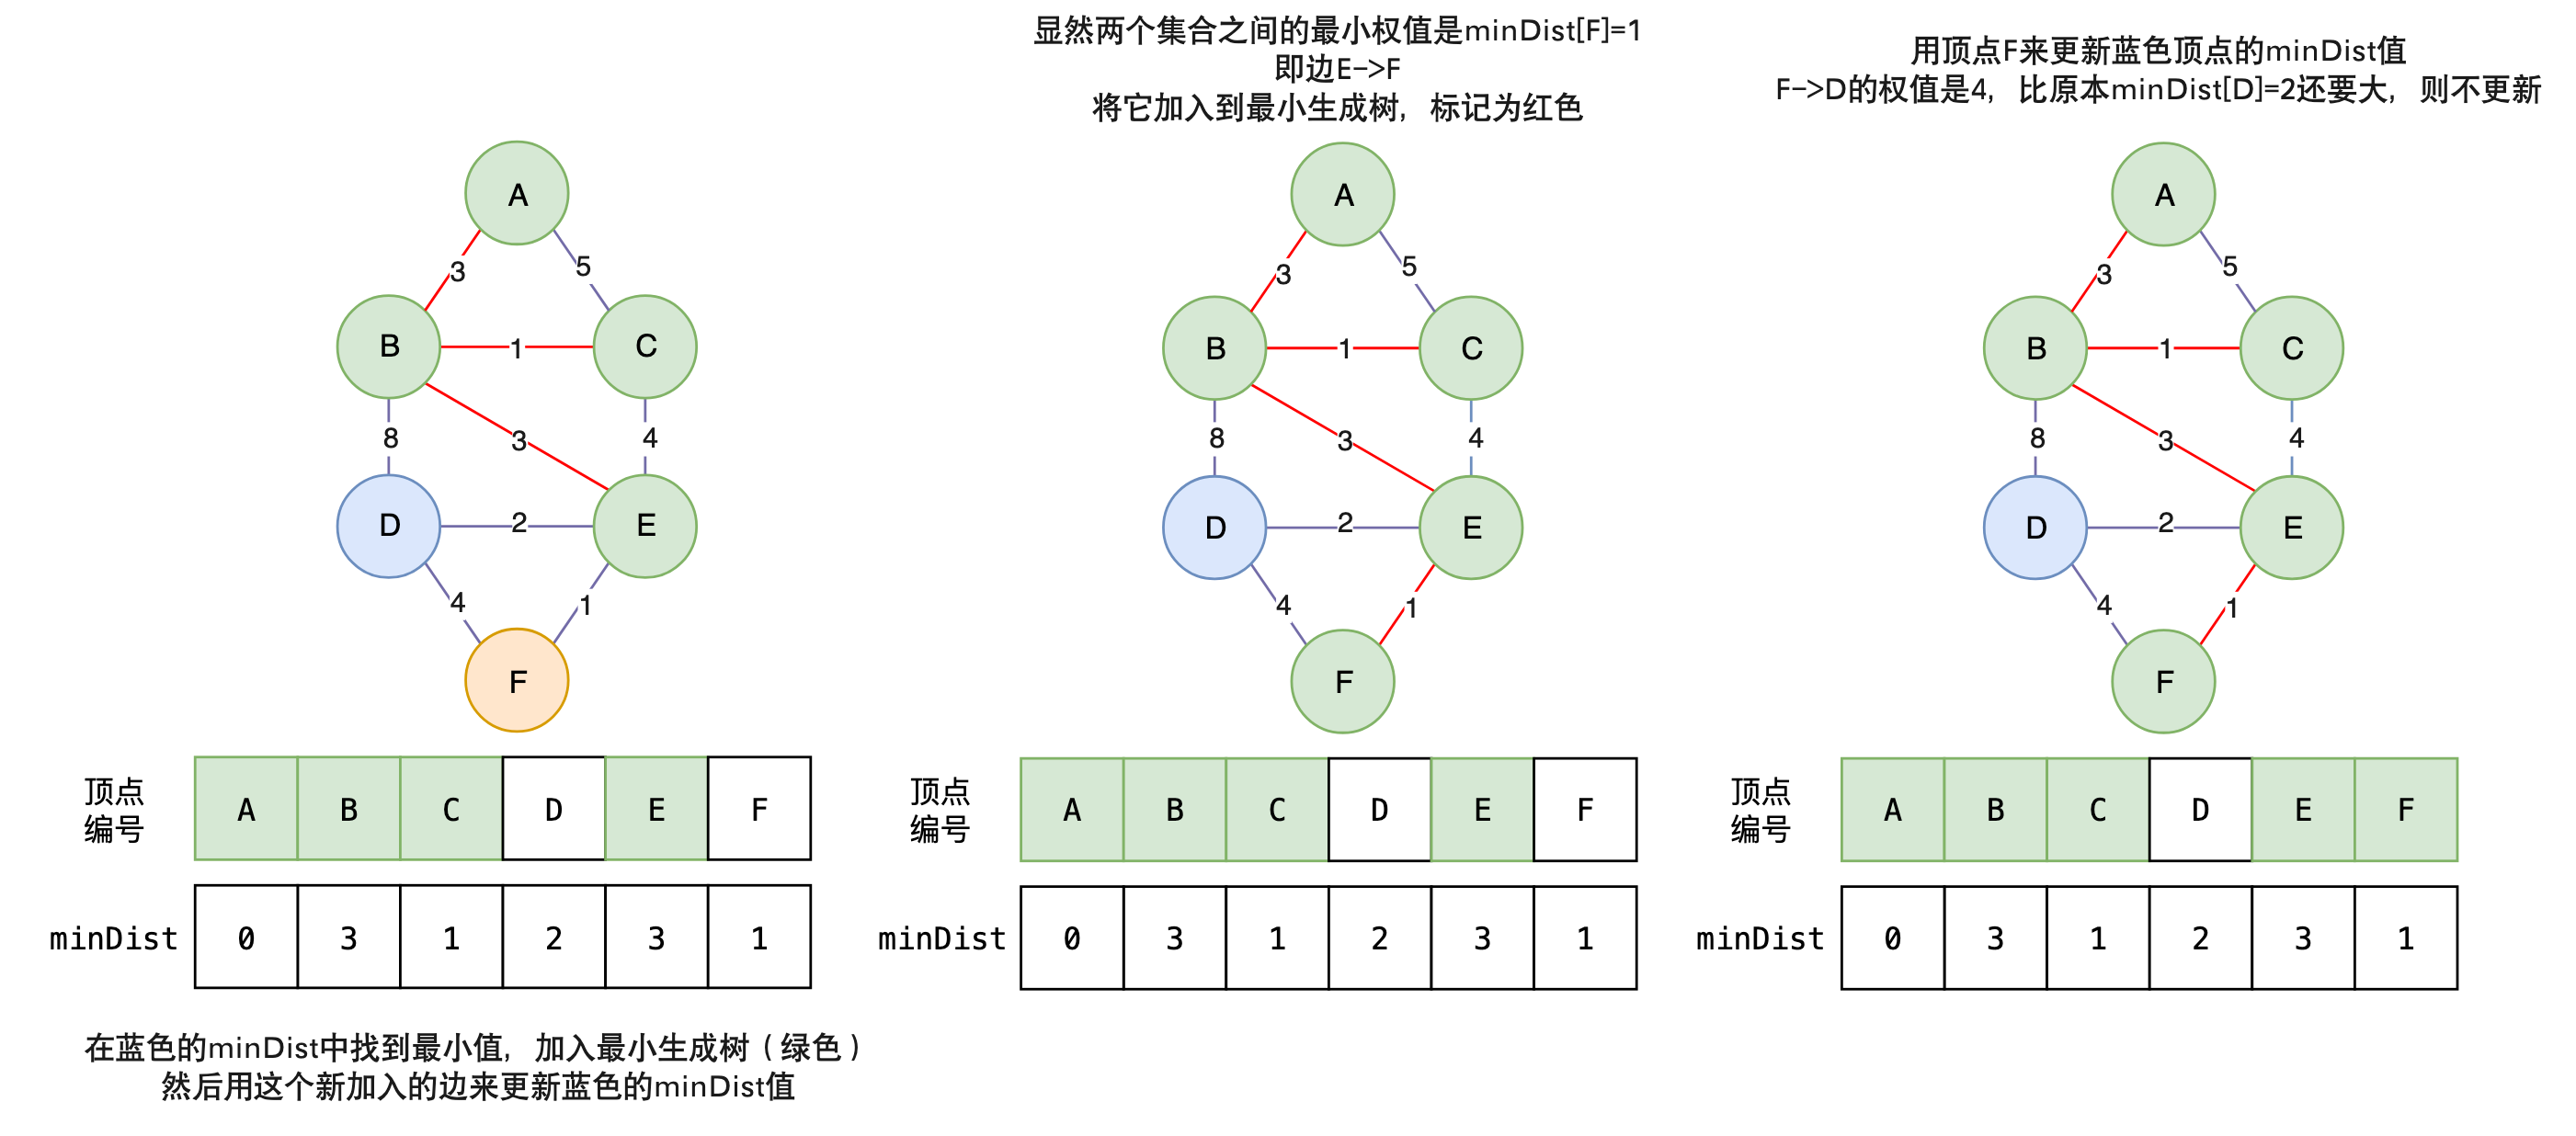 显然两个集合之间的最小权值是minDist[F]=1
即边E->F
将它加入到最小生成树，标记为红色
用顶点F来更新蓝色顶点的minDist值
F->D的权值是4，比原本minDist[D]=2还要大，则不更新
A
3
5
B
1
C
8
3
4
D
2
E
4
1
F
顶点
编号
A B C D E F
minDist 0 3 1 2 3 1
在蓝色的minDist中找到最小值，加入最小生成树（绿色）
然后用这个新加入的边来更新蓝色的minDist值
A
3
5
B
1
C
8
3
4
D
2
E
4
1
F
顶点
编号
A B C D E F
minDist 0 3 1 2 3 1
A
3
5
B
1
C
8
3
4
D
2
E
4
1
F
顶点
编号
A B C D E F
minDist 0 3 1 2 3 1